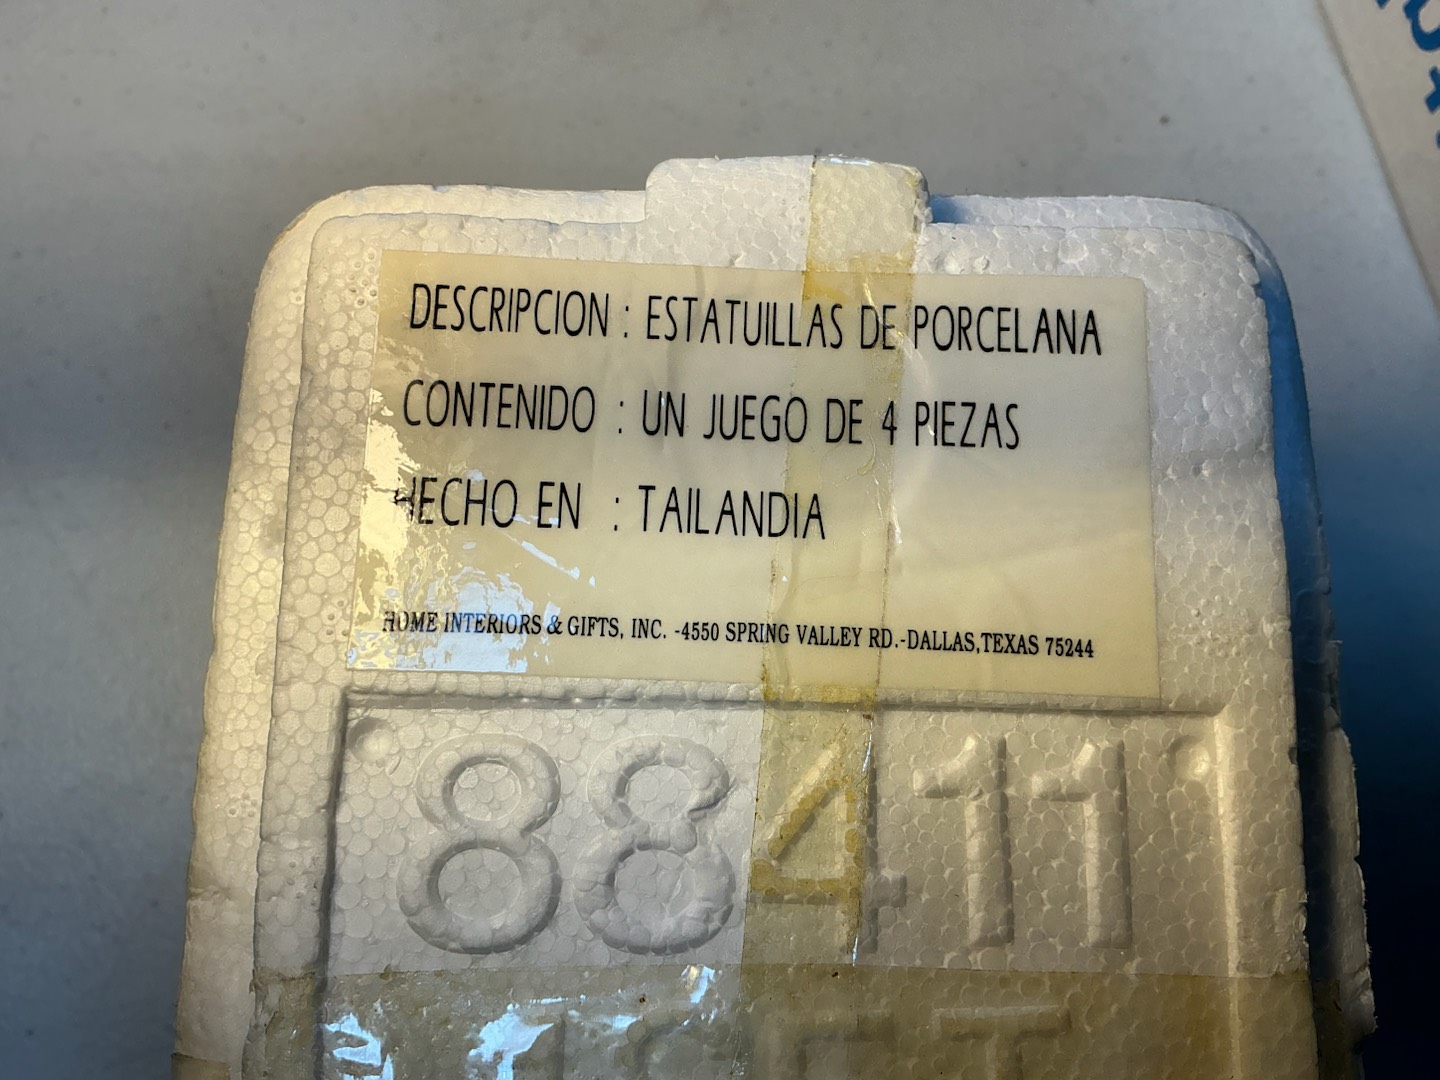 DESCRIPCION : ESTATUILLAS DE PORCELANA
CONTENIDO : UN JUEGO DE 4 PIEZAS
HECHO EN : TAILANDIA
HOME INTERIORS & GIFTS, INC. -4550 SPRING VALLEY RD.-DALLAS,TEXAS 75244
88411